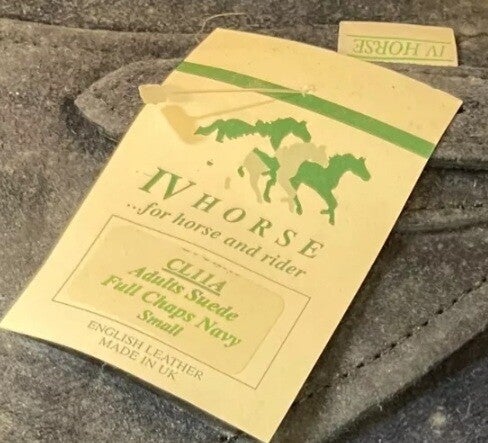 IV HORSE
IV HORSE
...for horse and rider
CL11A
Adults Suede
Full Chaps Navy
Small
ENGLISH LEATHER
MADE IN UK